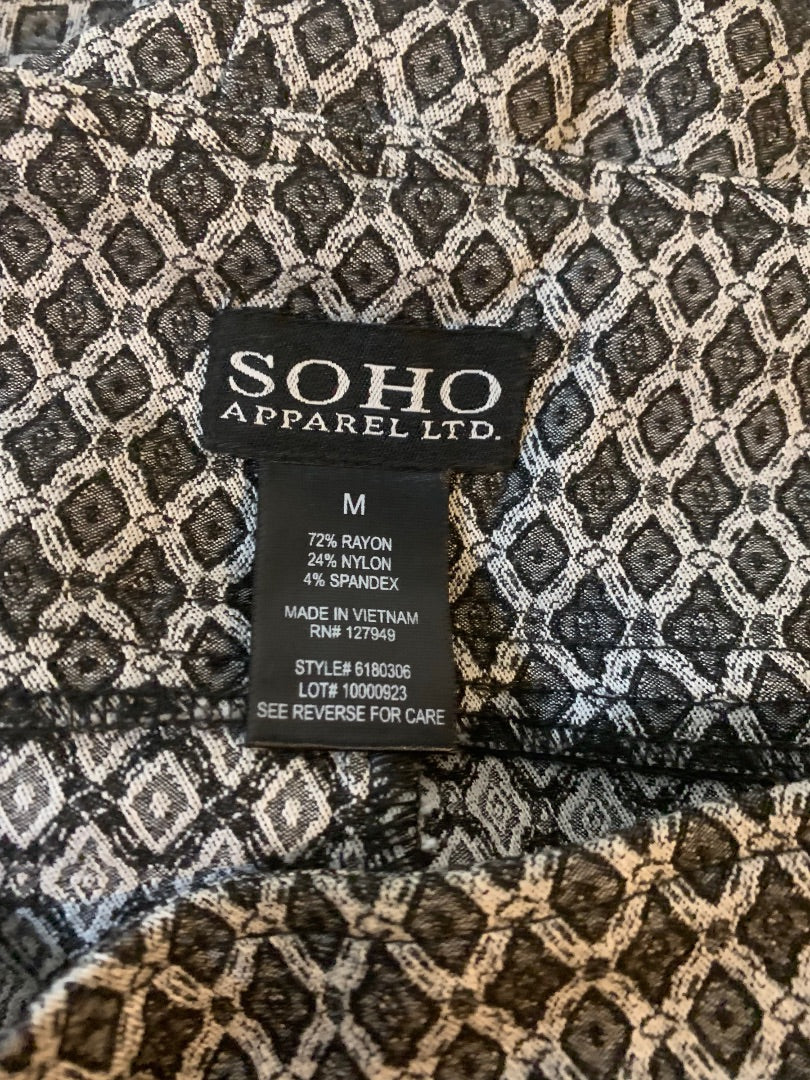 SOHO
APPAREL LTD.
M
72% RAYON
24% NYLON
4% SPANDEX
MADE IN VIETNAM
RN# 127949
STYLE# 6180306
LOT# 10000923
SEE REVERSE FOR CARE